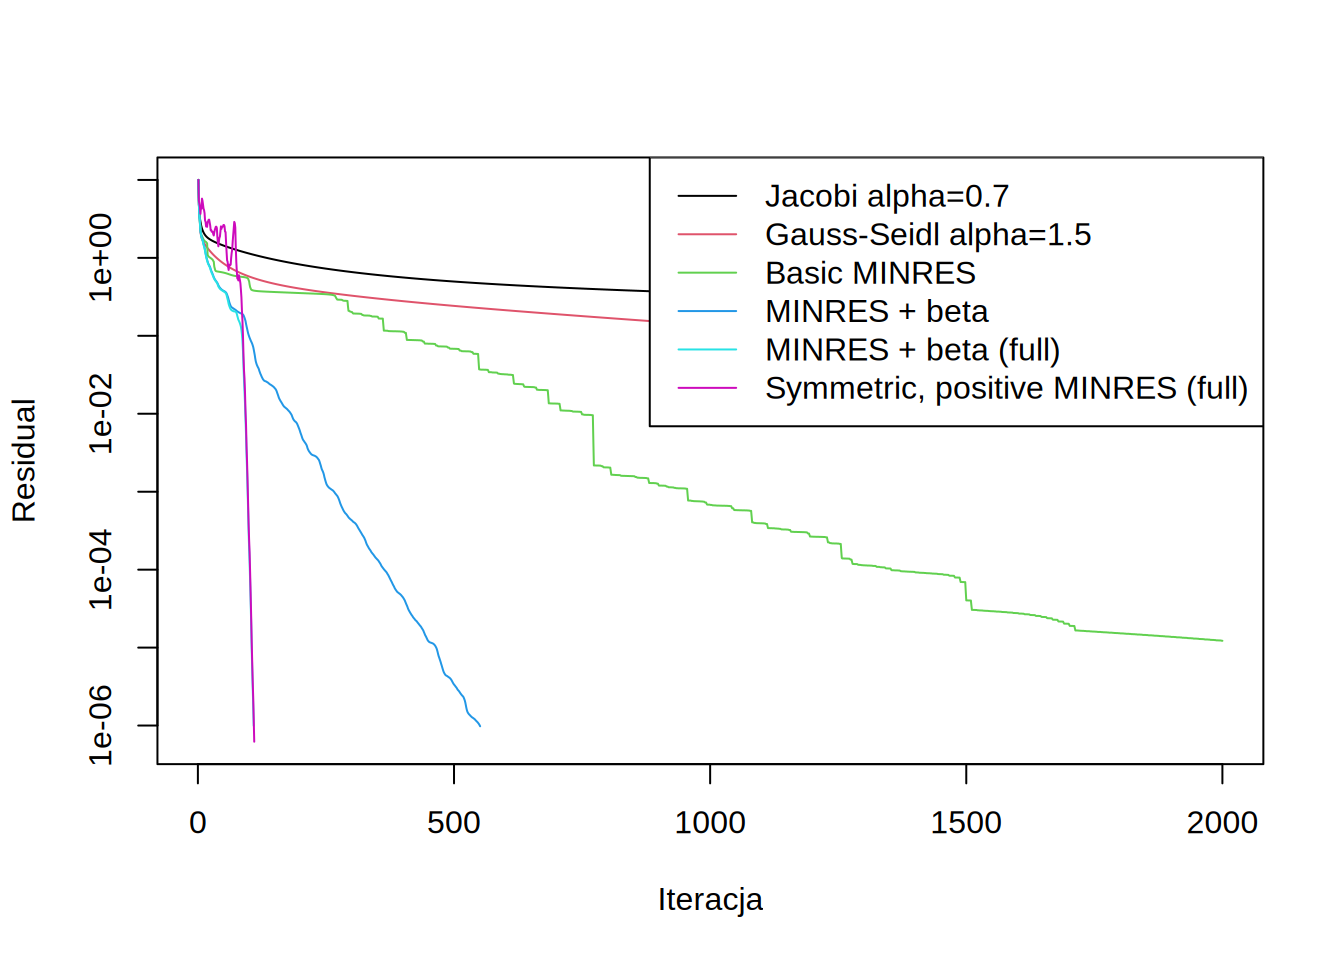 Jacobi alpha=0.7
Gauss-Seidl alpha=1.5
Basic MINRES
MINRES + beta
MINRES + beta (full)
Symmetric, positive MINRES (full)
Residual
1e+00
1e-02
1e-04
1e-06
0
500
1000
1500
2000
Iteracja